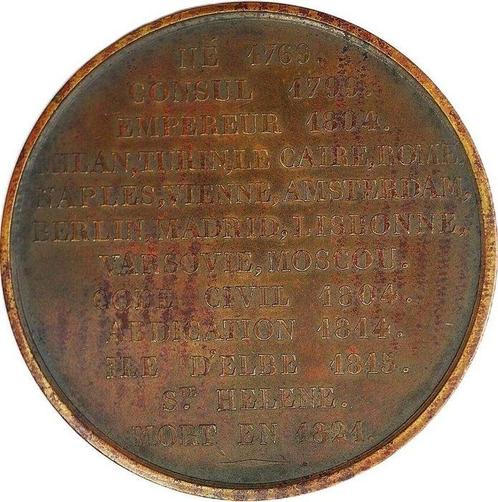 NÉ 1769.
CONSUL 1799.
EMPEREUR 1804.
MILAN, TURIN, LE CAIRE, ROME,
NAPLES, VIENNE, AMSTERDAM,
BERLIN, MADRID, LISBONNE,
VARSOVIE, MOSCOU.
CODE CIVIL 1804.
ABDICATION 1814.
ILE D'ELBE 1815.
STE HELENE.
MORT EN 1821.